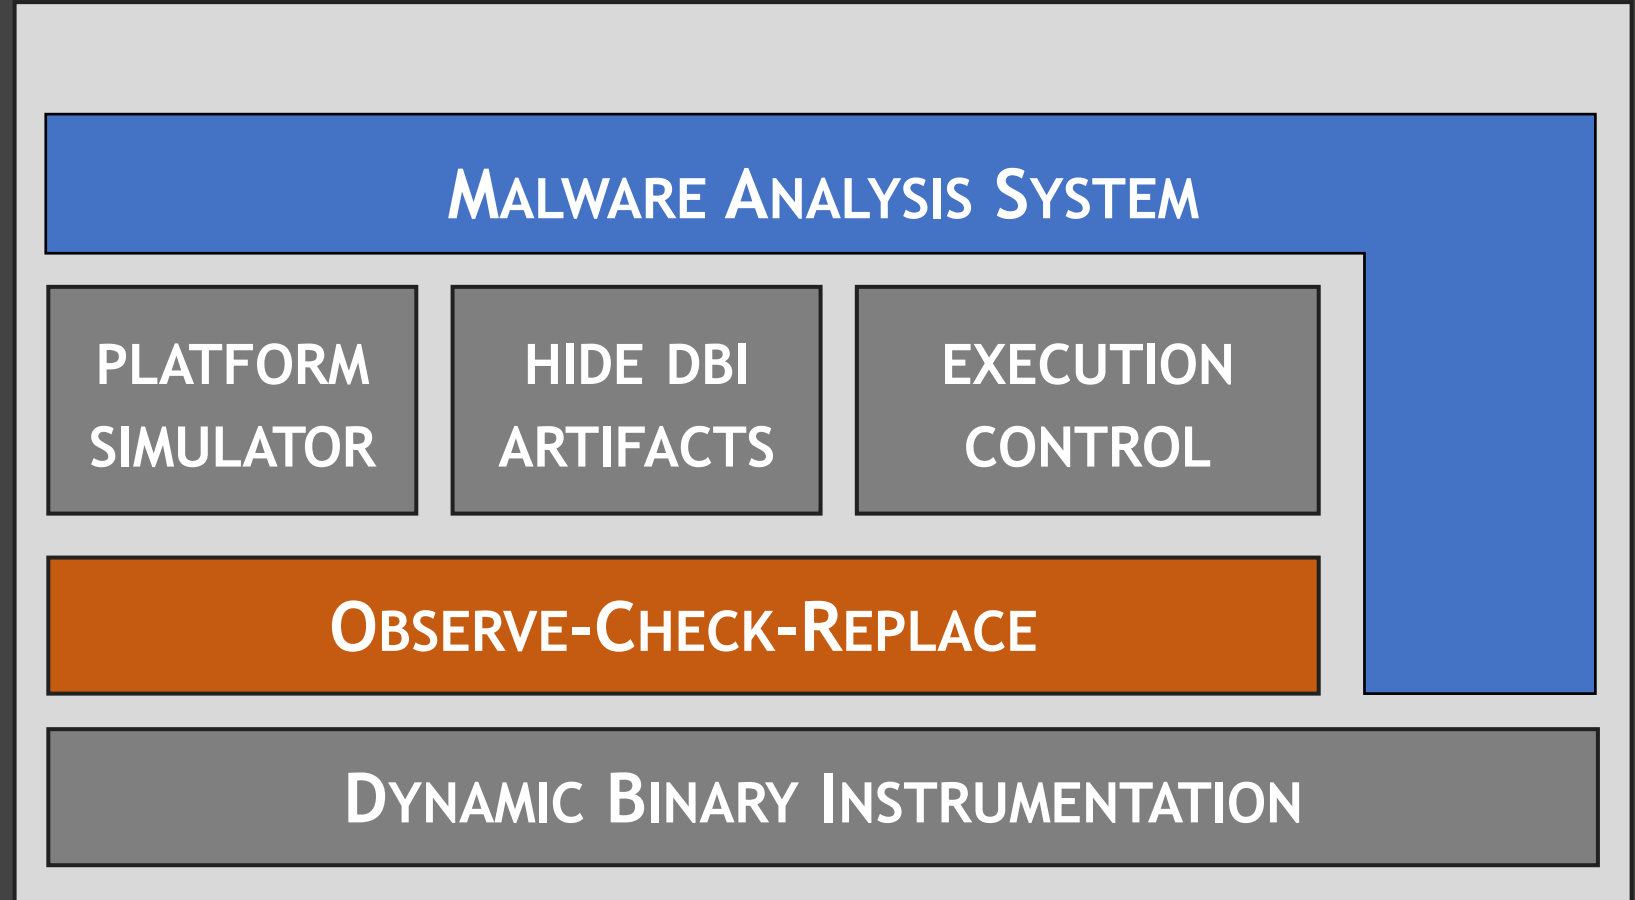 MALWARE ANALYSIS SYSTEM
PLATFORM
SIMULATOR
HIDE DBI
ARTIFACTS
EXECUTION
CONTROL
OBSERVE-CHECK-REPLACE
DYNAMIC BINARY INSTRUMENTATION